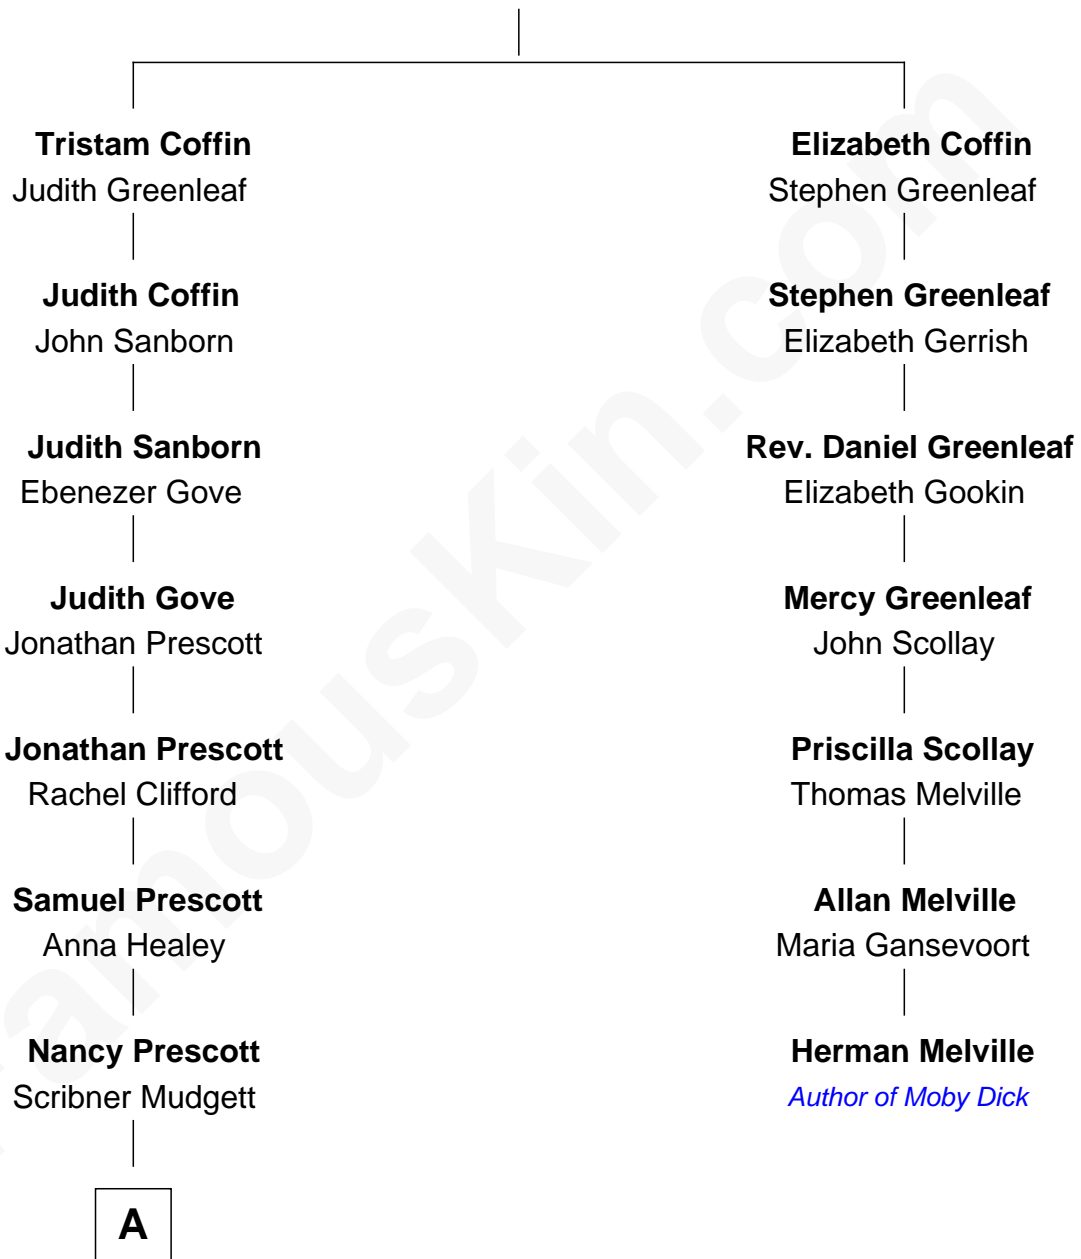 Tristam Coffin
Judith Greenleaf
Judith Coffin
John Sanborn
Judith Sanborn
Ebenezer Gove
Judith Gove
Jonathan Prescott
Jonathan Prescott
Rachel Clifford
Samuel Prescott
Anna Healey
Nancy Prescott
Scribner Mudgett
A
Elizabeth Coffin
Stephen Greenleaf
Stephen Greenleaf
Elizabeth Gerrish
Rev. Daniel Greenleaf
Elizabeth Gookin
Mercy Greenleaf
John Scollay
Priscilla Scollay
Thomas Melville
Allan Melville
Maria Gansevoort
Herman Melville
Author of Moby Dick
FamousKin.com